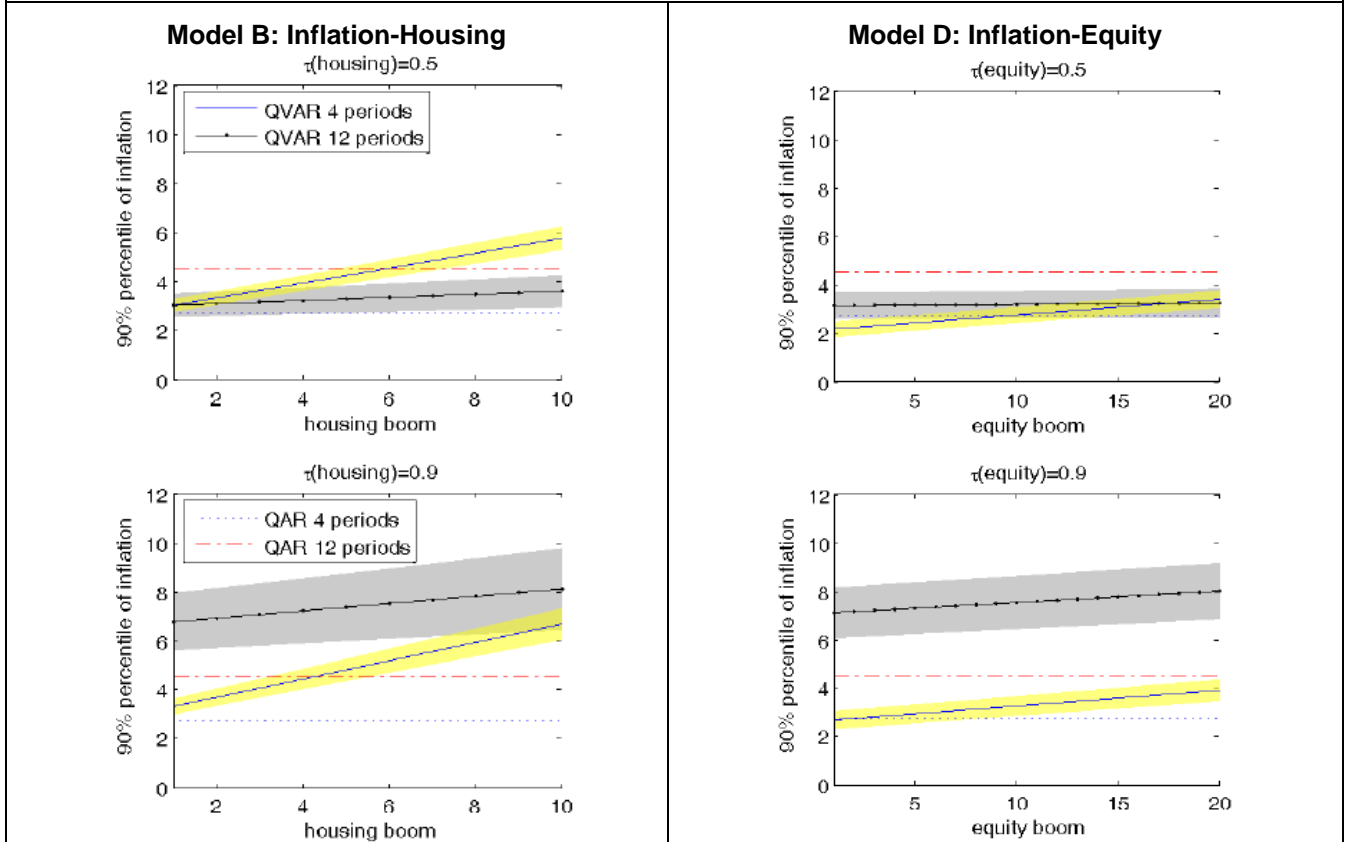 Model B: Inflation-Housing
τ(housing)=0.5
12
10
8
6
4
2
0
90% percentile of inflation
QVAR 4 periods
QVAR 12 periods
2
4
6
8
10
housing boom
τ(housing)=0.9
12
10
8
6
4
2
0
90% percentile of inflation
QAR 4 periods
QAR 12 periods
2
4
6
8
10
housing boom
Model D: Inflation-Equity
τ(equity)=0.5
12
10
8
6
4
2
0
90% percentile of inflation
5
10
15
20
equity boom
τ(equity)=0.9
12
10
8
6
4
2
0
90% percentile of inflation
5
10
15
20
equity boom